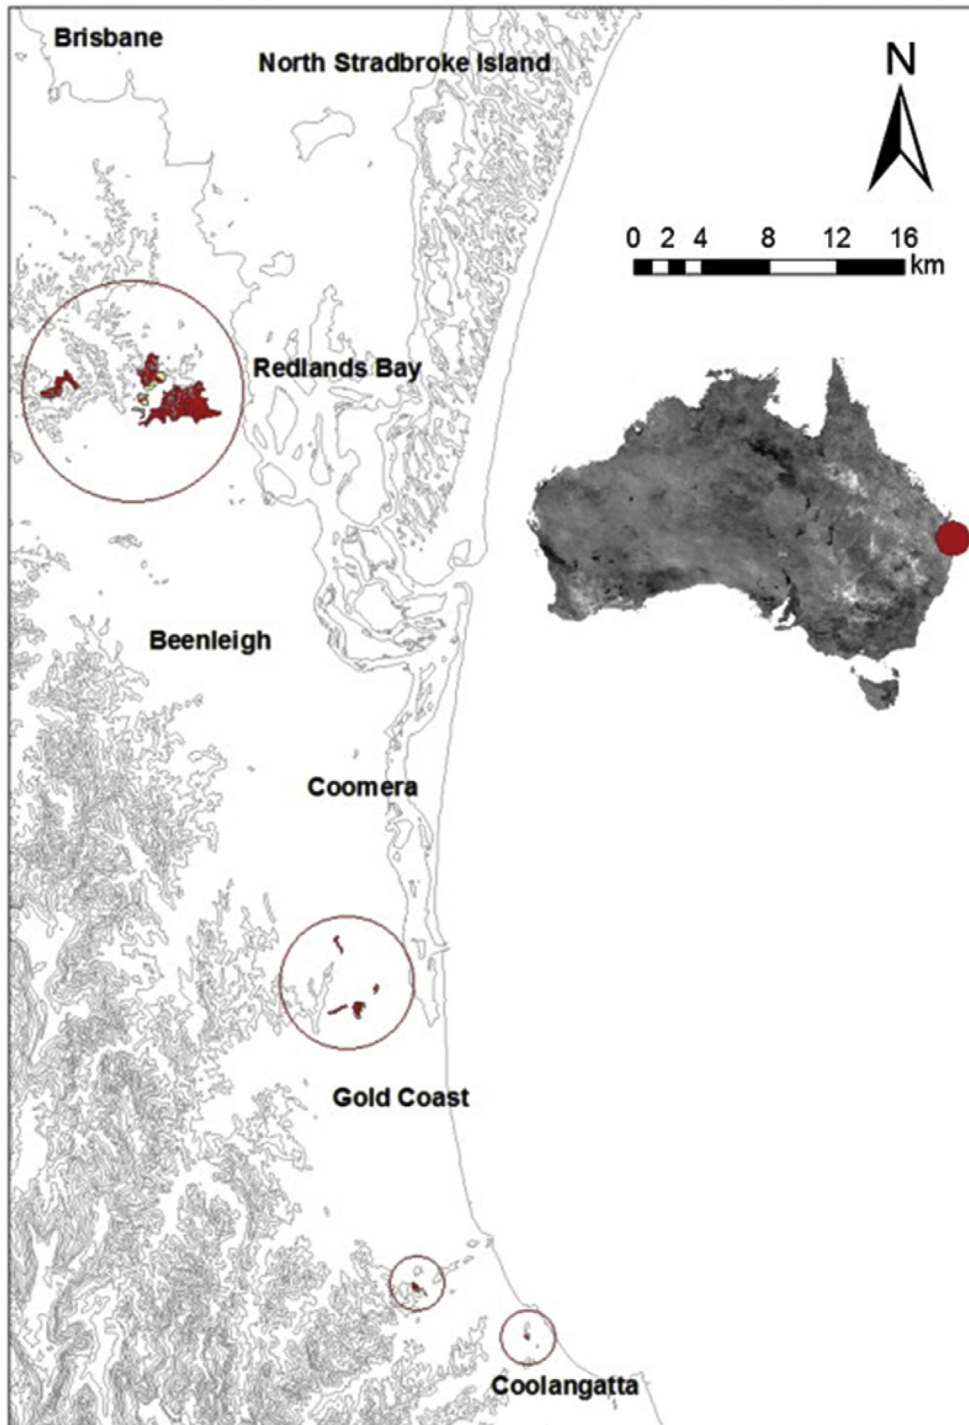 Brisbane
North Stradbroke Island
N
0 2 4 8 12 16
km
Redlands Bay
Beenleigh
Coomera
Gold Coast
Coolangatta